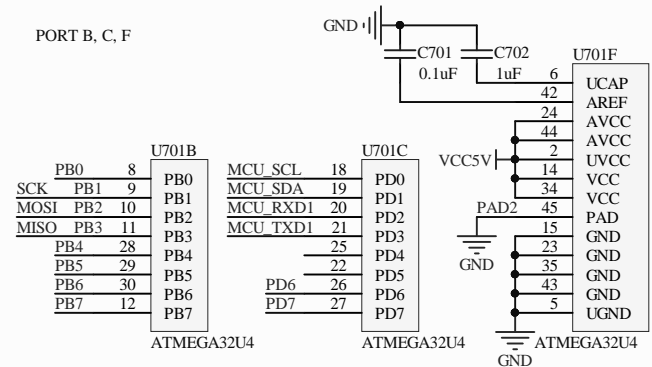 PORT B, C, F
GND
C701
C702
0.1uF
1uF
U701F
6 UCAP
42 AREF
24 AVCC
44 AVCC
VCC5V 2 UVCC
14 VCC
34 VCC
PAD2 45 PAD
15 GND
GND 23 GND
35 GND
43 GND
5 UGND
GND
ATMEGA32U4
U701B
PB0 8 PB0
SCK PB1 9 PB1
MOSI PB2 10 PB2
MISO PB3 11 PB3
PB4 28 PB4
PB5 29 PB5
PB6 30 PB6
PB7 12 PB7
ATMEGA32U4
U701C
MCU_SCL 18 PD0
MCU_SDA 19 PD1
MCU_RXD1 20 PD2
MCU_TXD1 21 PD3
25 PD4
22 PD5
PD6 26 PD6
PD7 27 PD7
ATMEGA32U4